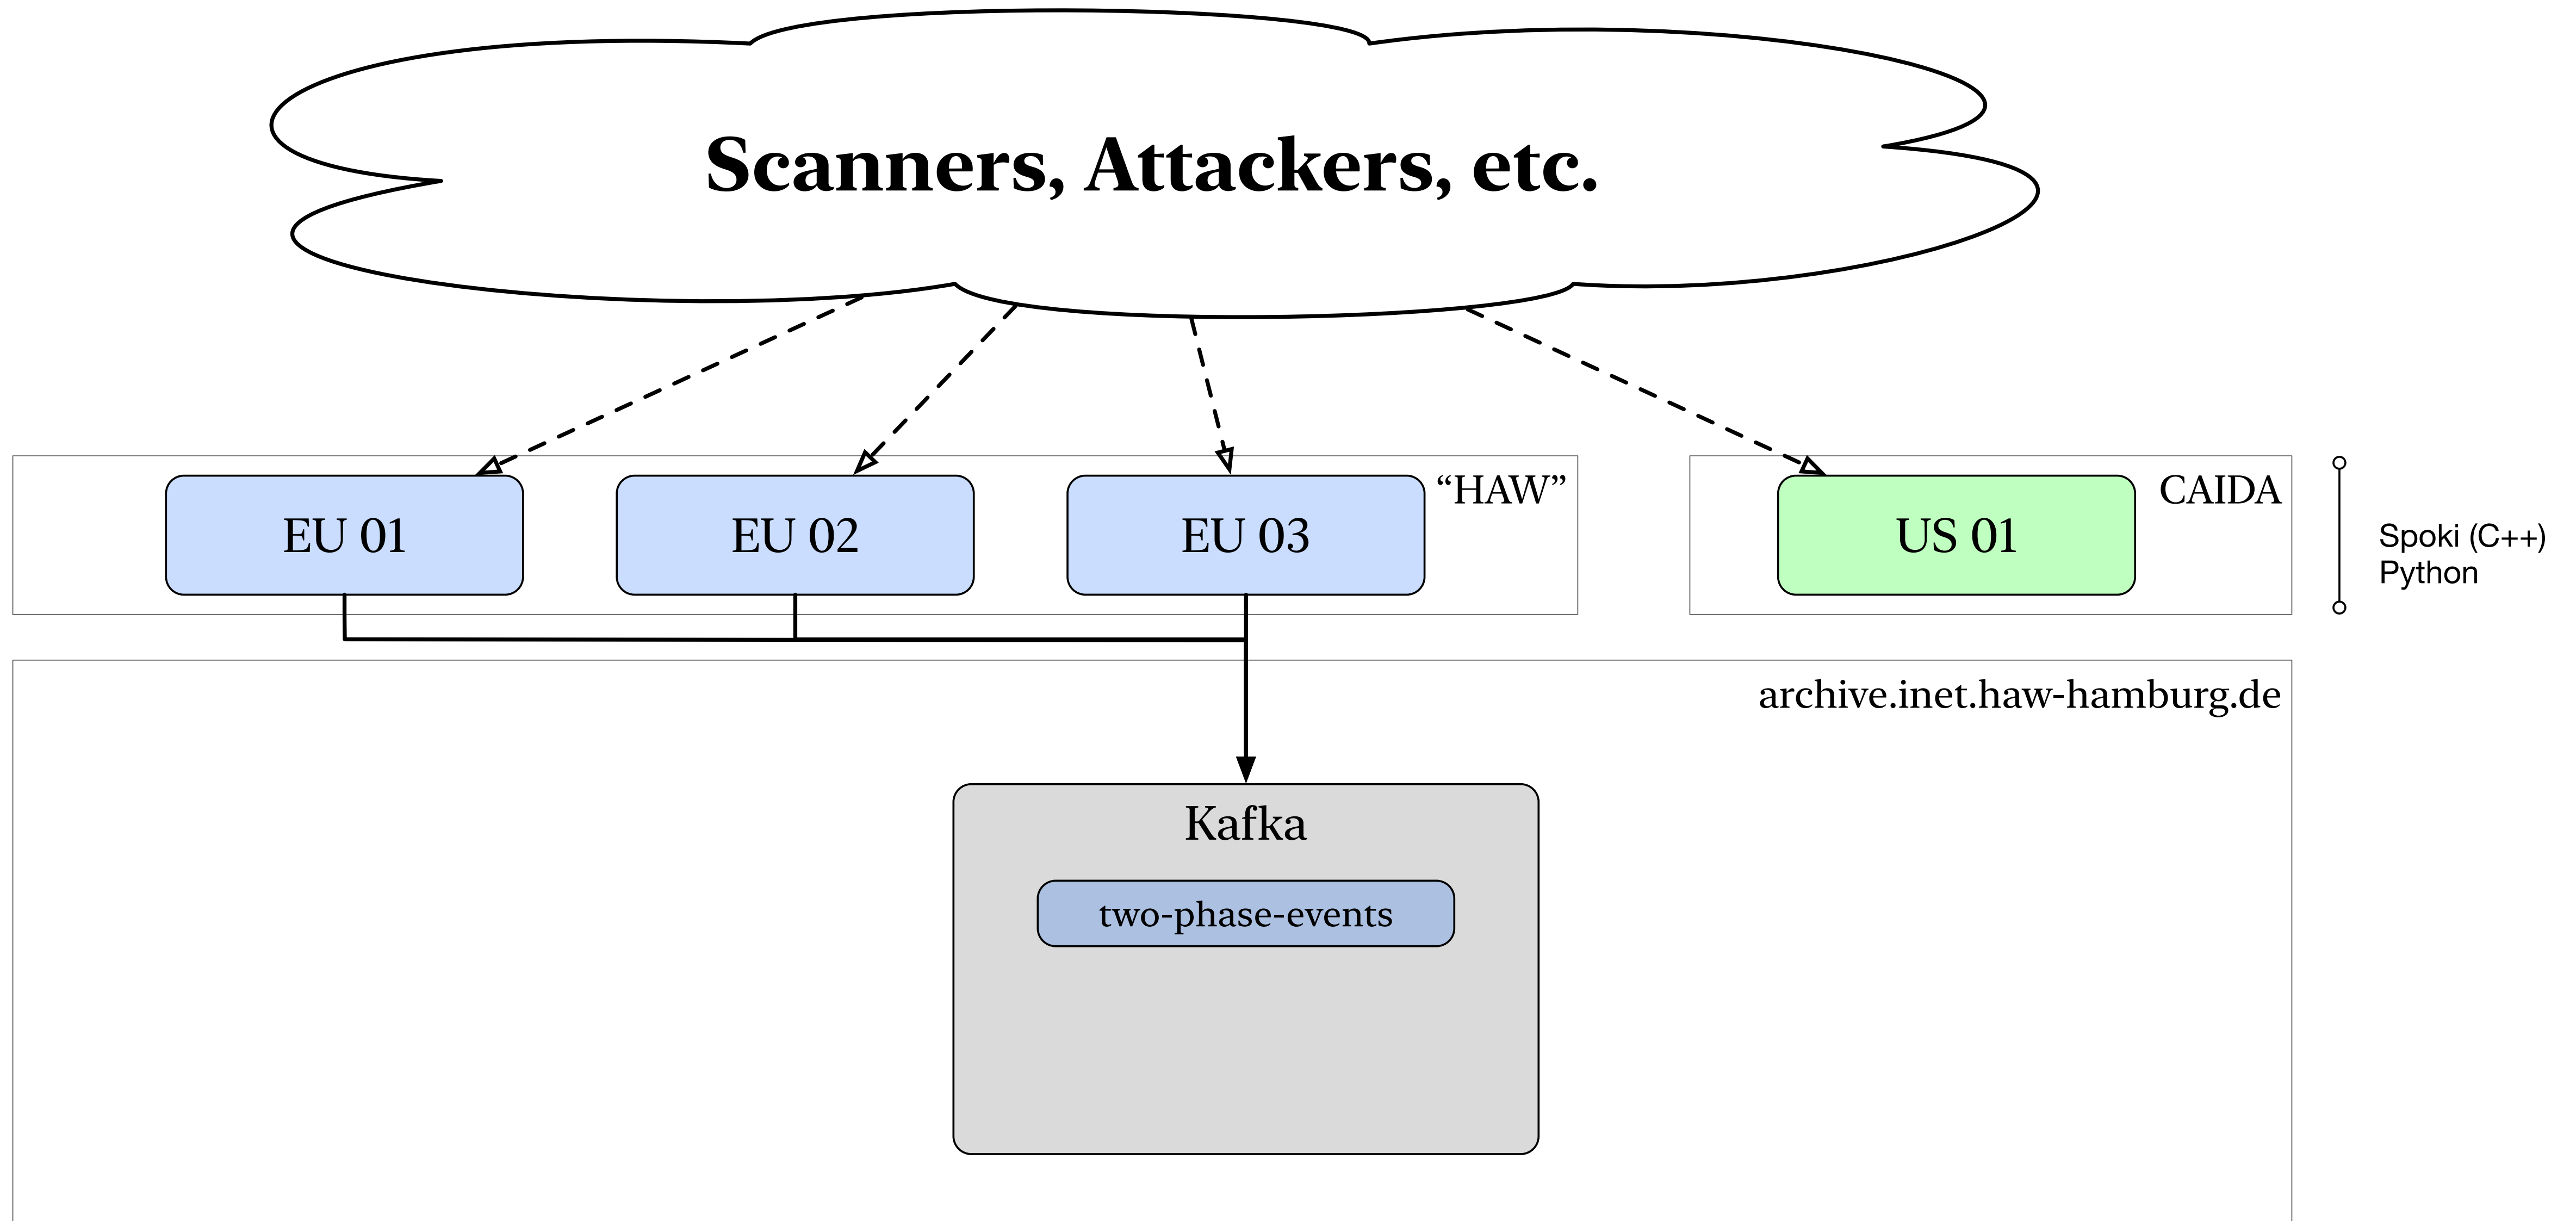 Scanners, Attackers, etc.
“HAW”
CAIDA
EU 01
EU 02
EU 03
US 01
Spoki (C++)
Python
archive.inet.haw-hamburg.de
Kafka
two-phase-events